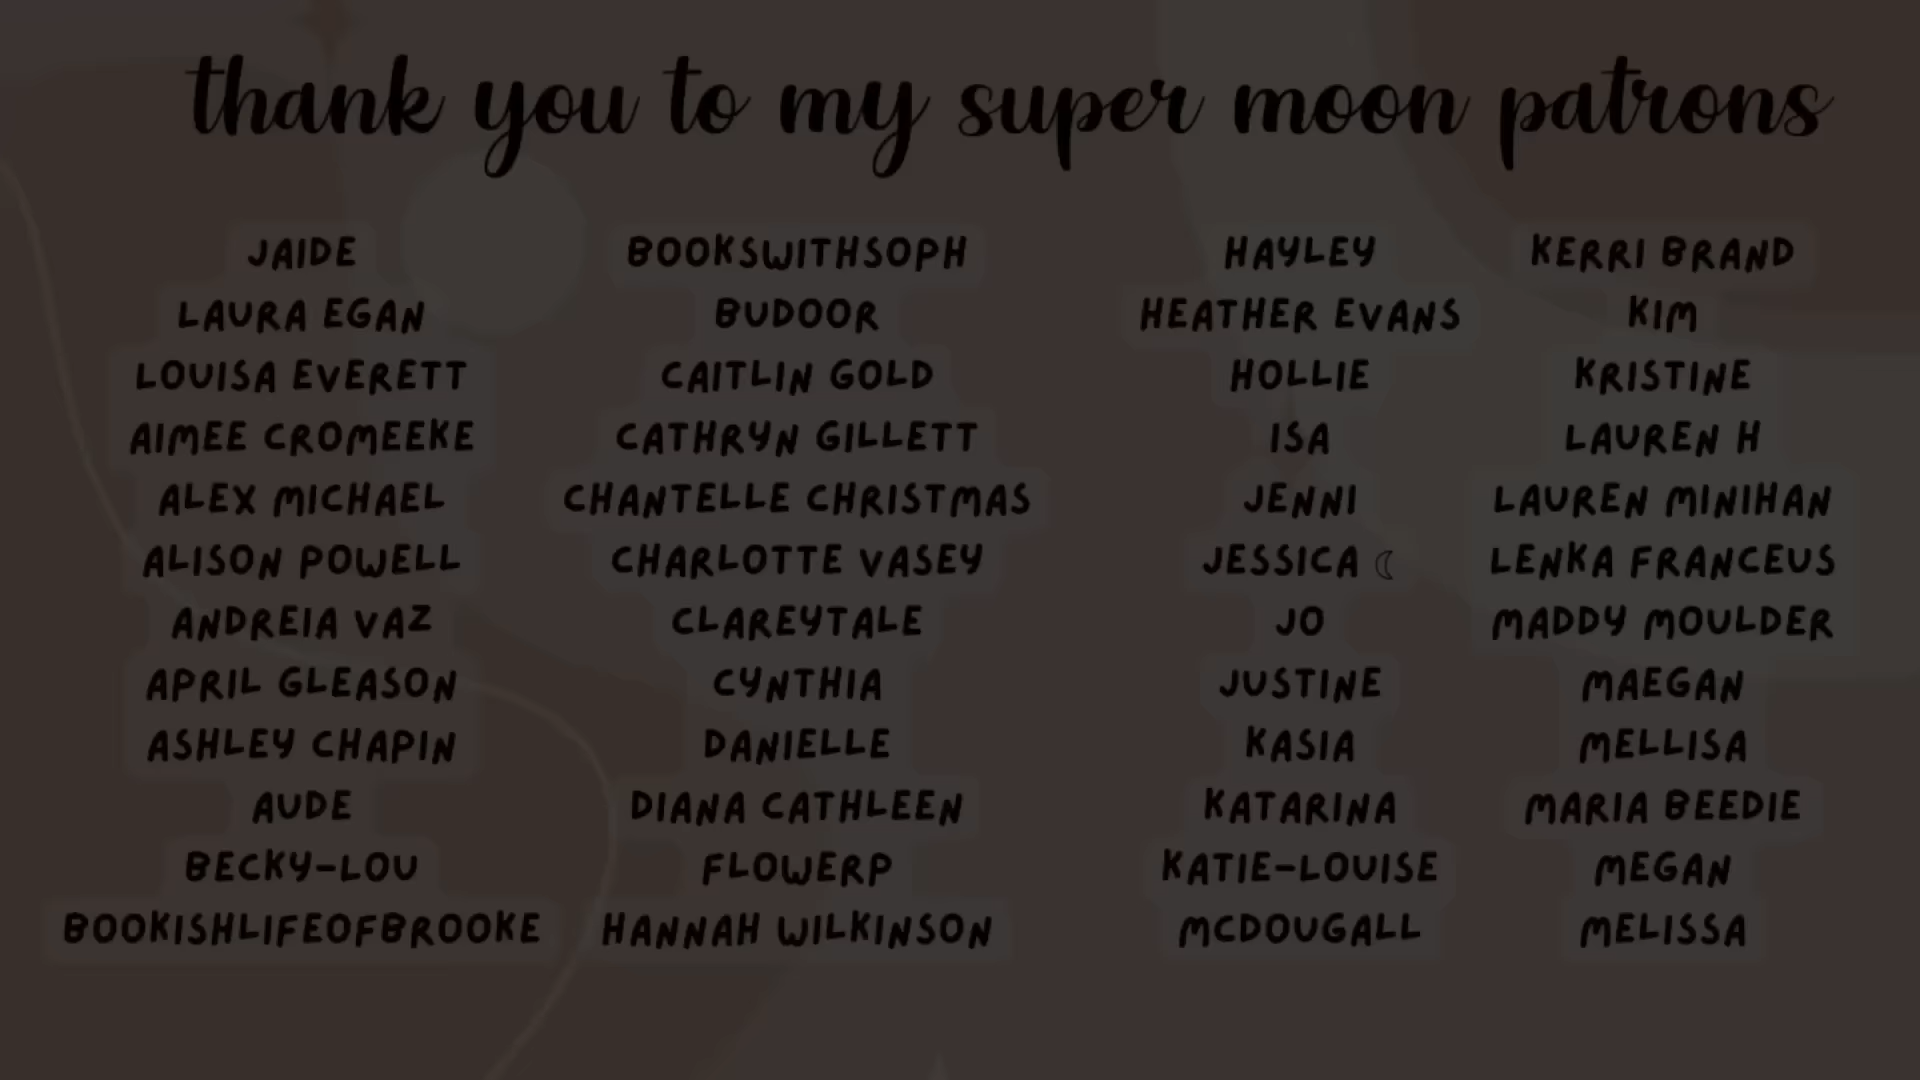 thank you to my super moon patrons
JAIDE
LAURA EGAN
LOUISA EVERETT
AIMEE CROMEEKE
ALEX MICHAEL
ALISON POWELL
ANDREIA VAZ
APRIL GLEASON
ASHLEY CHAPIN
AUDE
BECKY-LOU
BOOKISHLIFEOFBROOKE
BOOKSWITHSOPH
BUDOOR
CAITLIN GOLD
CATHRYN GILLETT
CHANTELLE CHRISTMAS
CHARLOTTE VASEY
CLAREYTALE
CYNTHIA
DANIELLE
DIANA CATHLEEN
FLOWERP
HANNAH WILKINSON
HAYLEY
HEATHER EVANS
HOLLIE
ISA
JENNI
JESSICA ☾
JO
JUSTINE
KASIA
KATARINA
KATIE-LOUISE
MCDOUGALL
KERRI BRAND
KIM
KRISTINE
LAUREN H
LAUREN MINIHAN
LENKA FRANCEUS
MADDY MOULDER
MAEGAN
MELLISA
MARIA BEEDIE
MEGAN
MELISSA